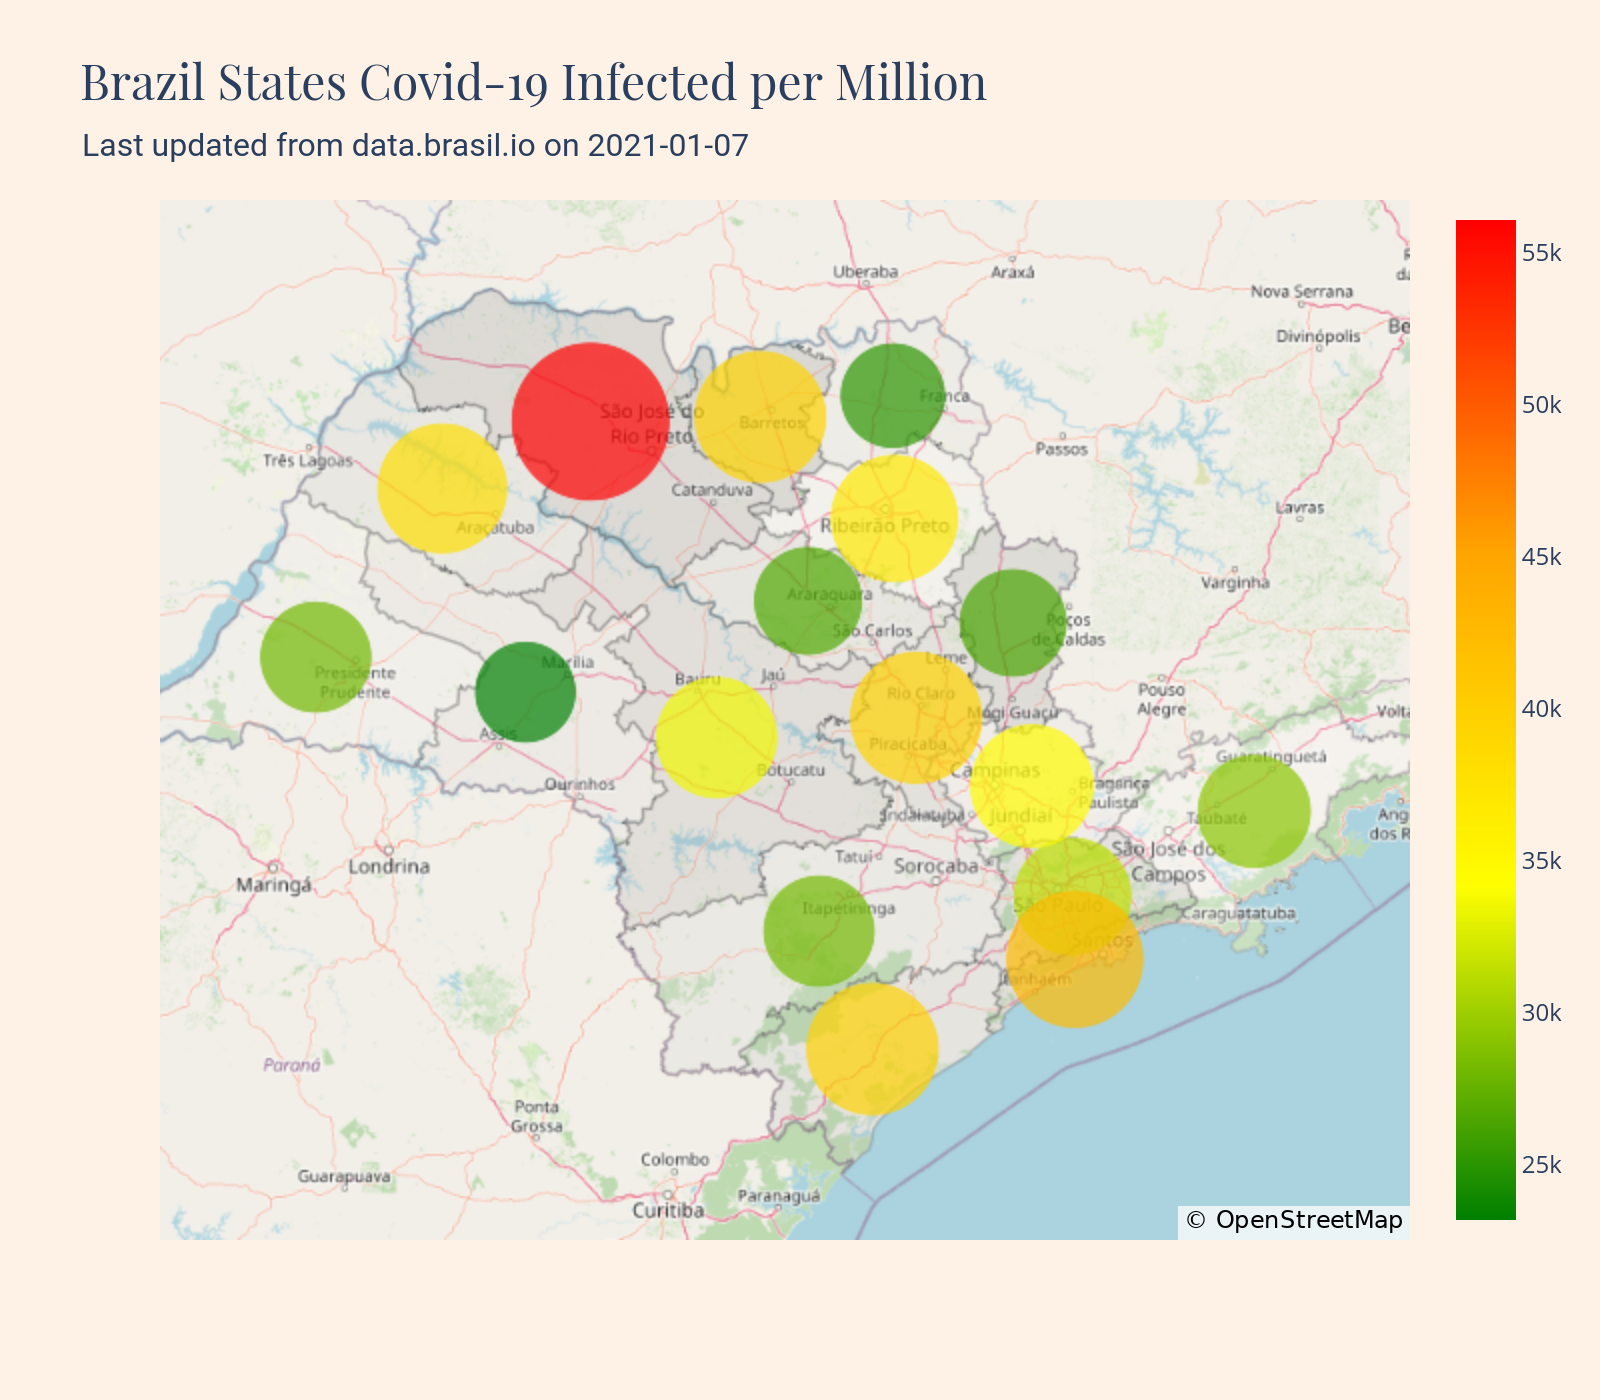 Brazil States Covid-19 Infected per Million
Last updated from data.brasil.io on 2021-01-07
Uberaba
Araxá
Nova Serrana
Divinópolis
Be
55k
50k
45k
40k
35k
30k
25k
São José do
Rio Preto
Barretos
Franca
Passos
Três Lagoas
Catanduva
Araçatuba
Ribeirão Preto
Lavras
Varginha
Araraquara
São Carlos
Poços
de Caldas
Leme
Presidente
Prudente
Marília
Bauru
Jaú
Rio Claro
Mogi Guaçu
Pouso
Alegre
Volta
Assis
Piracicaba
Ourinhos
Botucatu
Campinas
Bragança
Paulista
Guaratinguetá
Indaiatuba
Jundiaí
Taubaté
Ang
dos R
Londrina
Maringá
Tatuí
Sorocaba
São José dos
Campos
Itapetininga
São Paulo
Caraguatatuba
Santos
Itanhaém
Paraná
Ponta
Grossa
Guarapuava
Colombo
Curitiba
Paranaguá
© OpenStreetMap